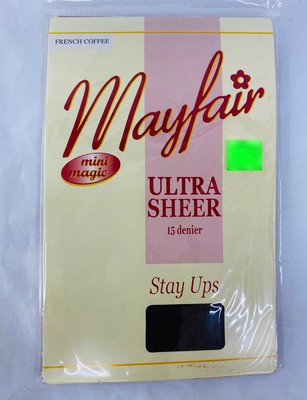 FRENCH COFFEE
Mayfair
mini
magic
ULTRA
SHEER
15 denier
Stay Ups